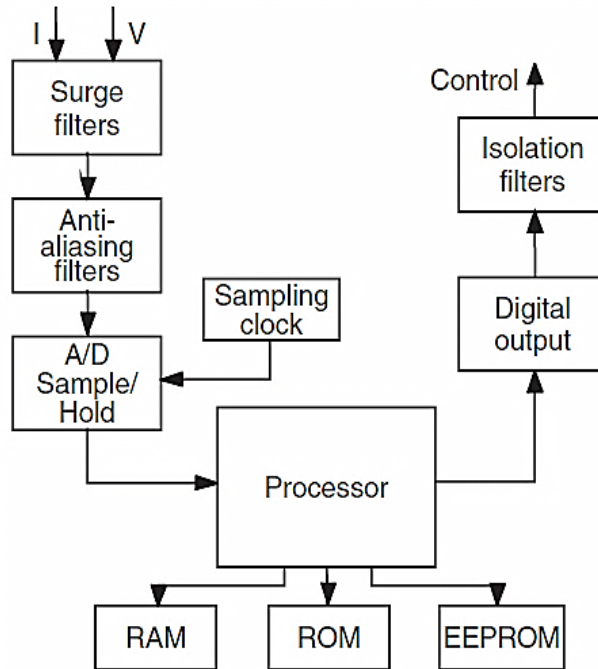 I
V
Surge
filters
Anti-
aliasing
filters
A/D
Sample/
Hold
Sampling
clock
Processor
RAM
ROM
EEPROM
Digital
output
Isolation
filters
Control